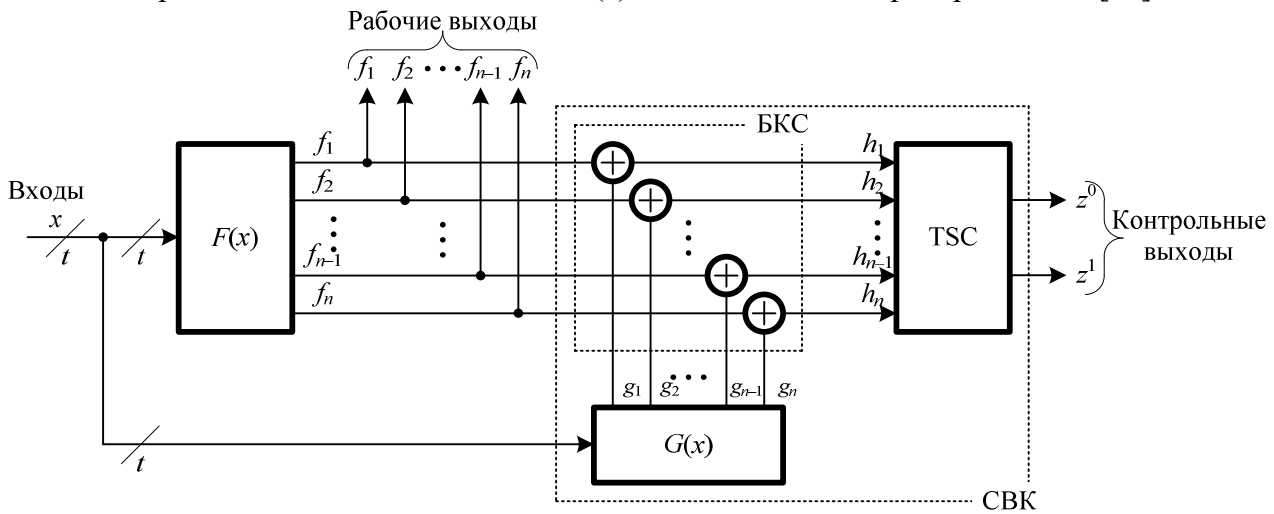 Рабочие выходы
f₁ f₂ ••• fₙ₋₁ fₙ
БКС
f₁
f₂
fₙ₋₁
fₙ
h₁
h₂
hₙ₋₁
hₙ
Входы
x
t
t
F(x)
TSC
z⁰
z¹
Контрольные
выходы
g₁ g₂ ••• gₙ₋₁ gₙ
t
G(x)
СВК